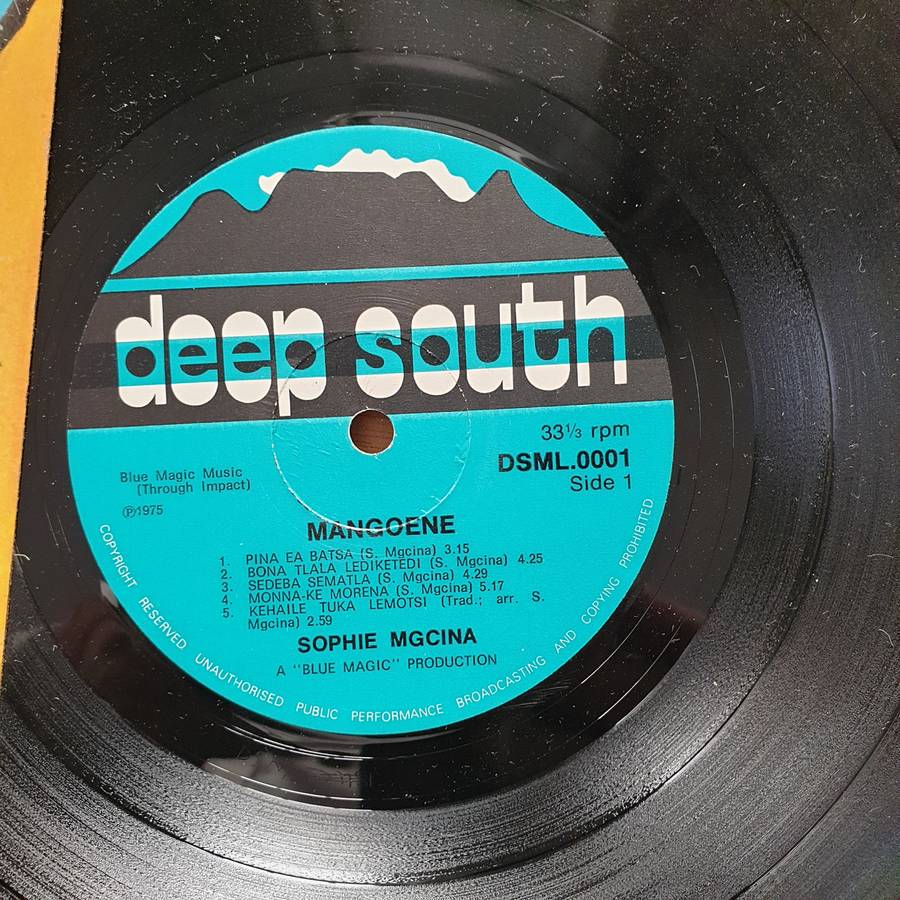 deep south
33⅓ rpm
DSML.0001
Side 1
Blue Magic Music
(Through Impact)
Ⓟ1975
MANGOENE
1. PINA EA BATSA (S. Mgcina) 3.15
2. BONA TLALA LEDIKETEDI (S. Mgcina) 4.25
3. SEDEBA SEMATLA (S. Mgcina) 4.29
4. MONNA-KE MORENA (S. Mgcina) 5.17
5. KEHAILE TUKA LEMOTSI (Trad.; arr. S.
Mgcina) 2.59
SOPHIE MGCINA
A "BLUE MAGIC" PRODUCTION
COPYRIGHT RESERVED UNAUTHORISED PUBLIC PERFORMANCE BROADCASTING AND COPYING PROHIBITED